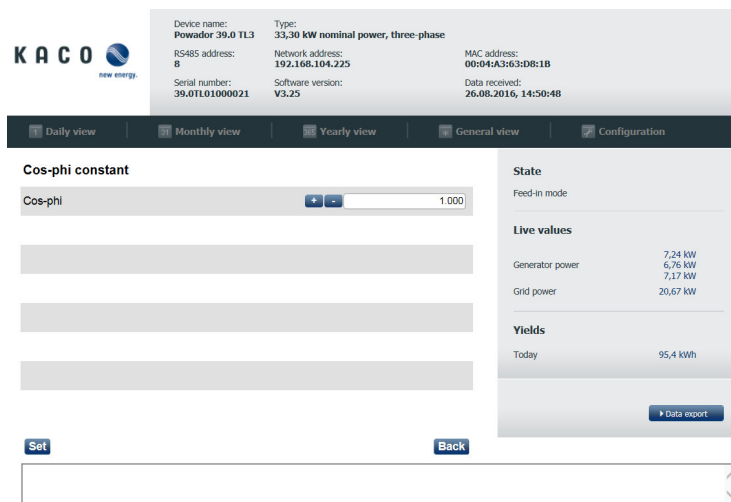 KACO
new energy.
Device name:
Powador 39.0 TL3
Type:
33,30 kW nominal power, three-phase
RS485 address:
8
Network address:
192.168.104.225
MAC address:
00:04:A3:63:D8:1B
Serial number:
39.0TL01000021
Software version:
V3.25
Data received:
26.08.2016, 14:50:48
1 Daily view
31 Monthly view
365 Yearly view
General view
Configuration
Cos-phi constant
Cos-phi + - 1.000
Set
Back
State
Feed-in mode
Live values
Generator power
7,24 kW
6,76 kW
7,17 kW
Grid power 20,67 kW
Yields
Today 95,4 kWh
Data export